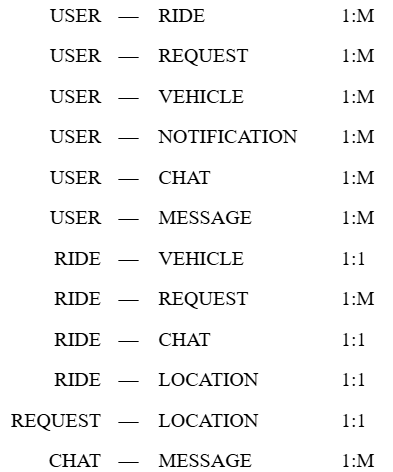 USER — RIDE 1:M
USER — REQUEST 1:M
USER — VEHICLE 1:M
USER — NOTIFICATION 1:M
USER — CHAT 1:M
USER — MESSAGE 1:M
RIDE — VEHICLE 1:1
RIDE — REQUEST 1:M
RIDE — CHAT 1:1
RIDE — LOCATION 1:1
REQUEST — LOCATION 1:1
CHAT — MESSAGE 1:M